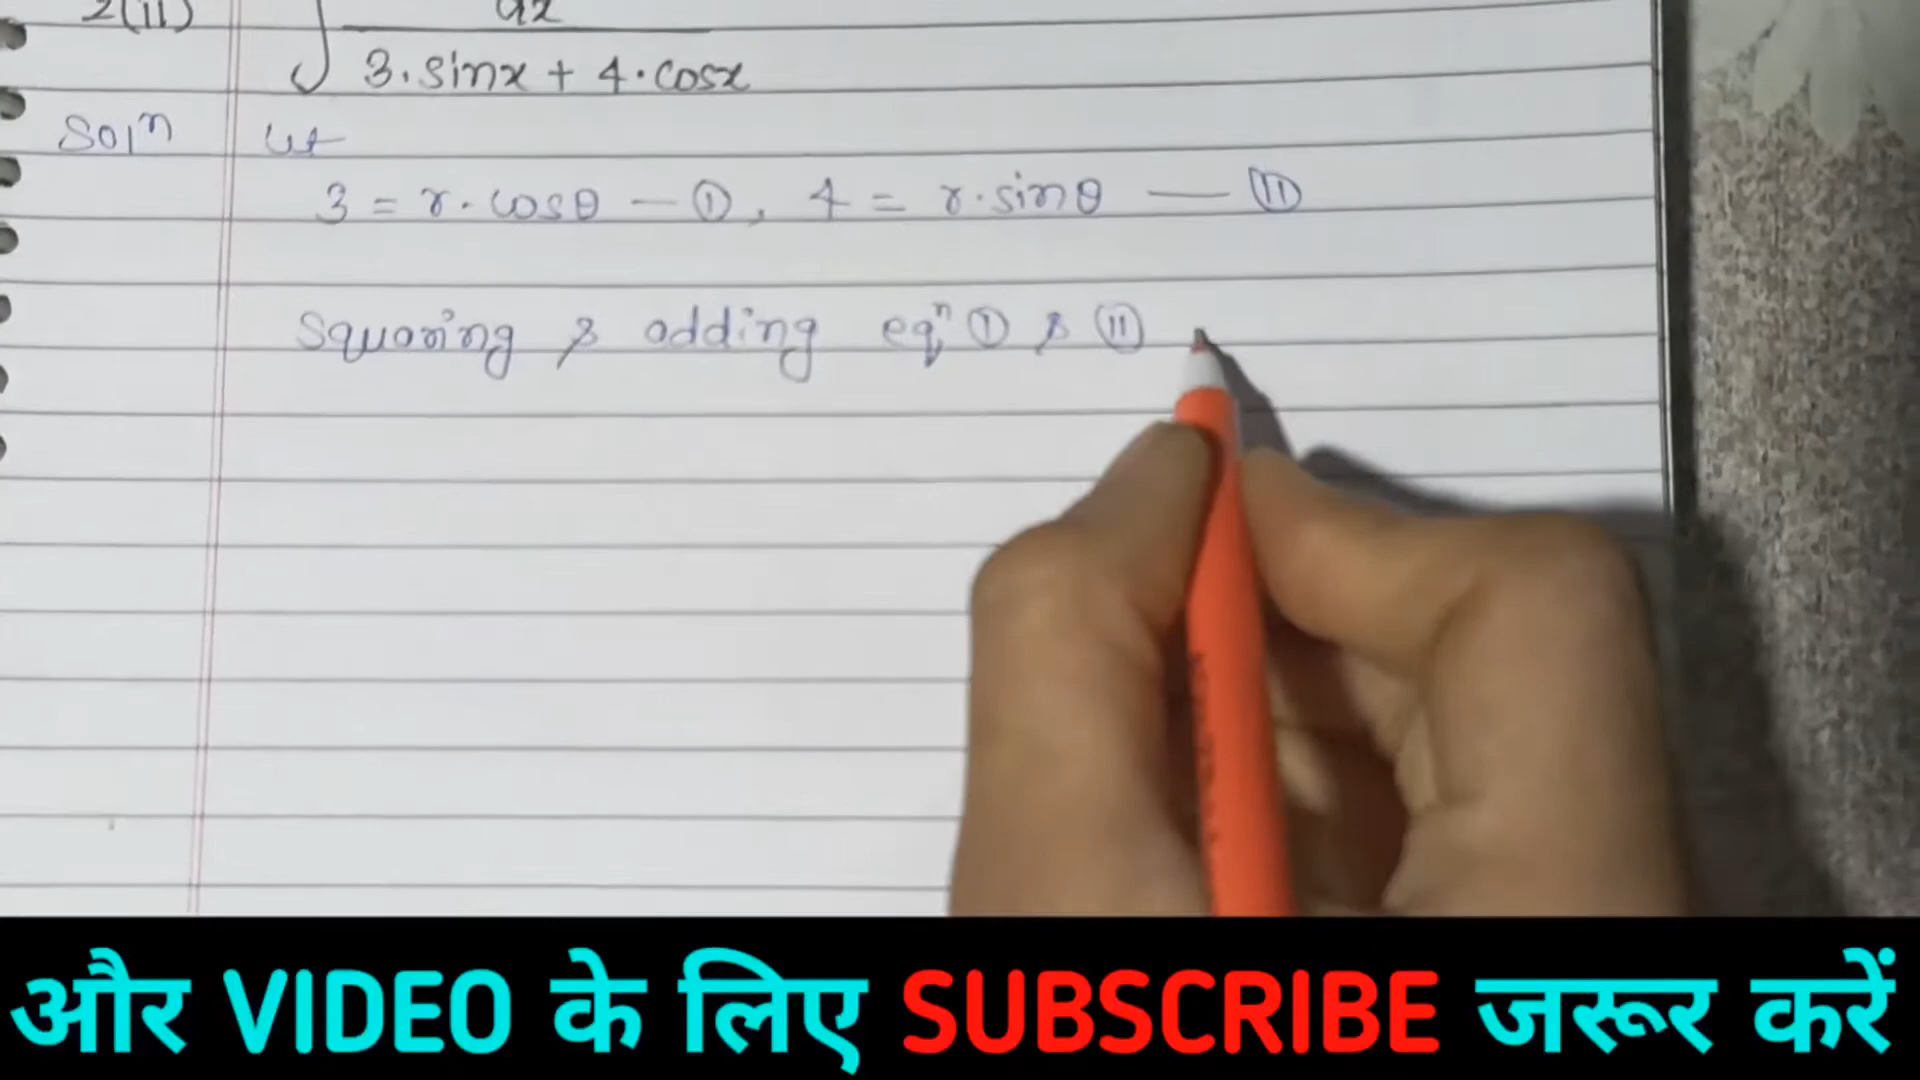 2(ii) ∫ dx
3.sinx + 4.cosx
Solⁿ let
3 = r.cosθ — (I), 4 = r.sinθ — (II)
Squaring & adding eqⁿ (I) & (II)
और VIDEO के लिए SUBSCRIBE जरूर करें